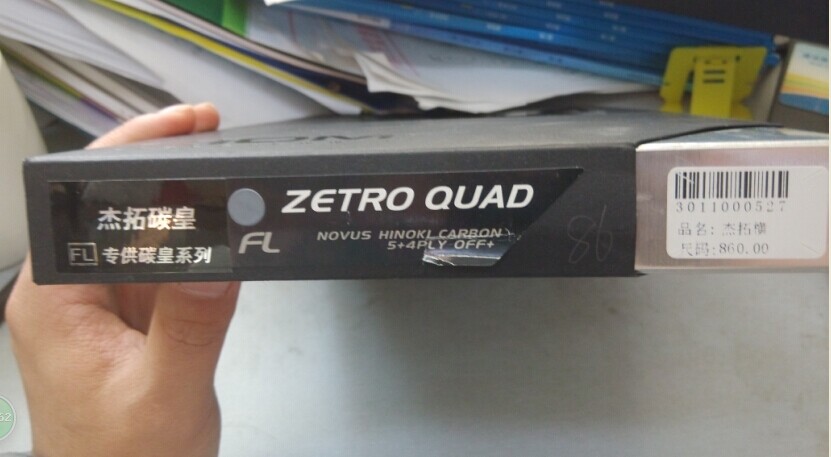 杰拓碳皇
FL 专供碳皇系列
ZETRO QUAD
FL
NOVUS HINOKI CARBON
5+4PLY OFF+
86
3011000527
品名: 杰拓
尺码:860.00